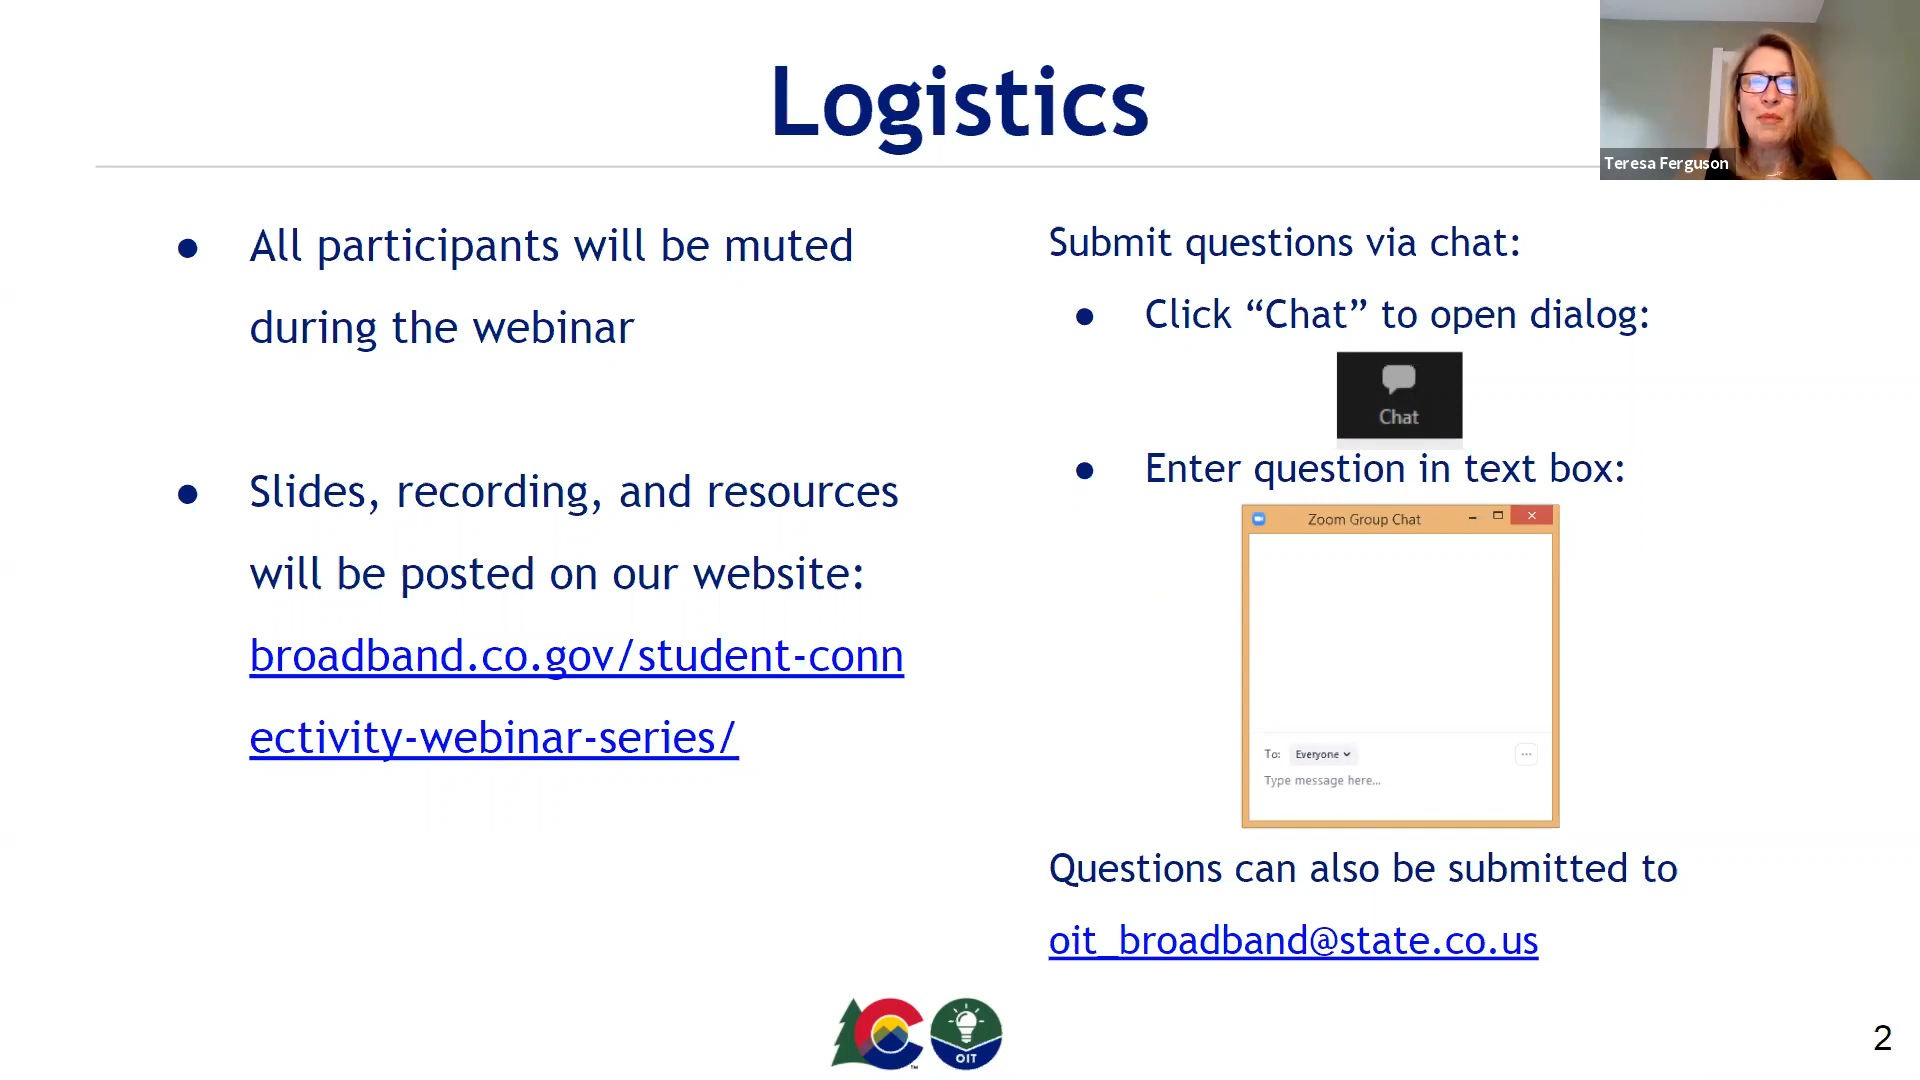 Logistics
Teresa Ferguson
● All participants will be muted
during the webinar
● Slides, recording, and resources
will be posted on our website:
broadband.co.gov/student-conn
ectivity-webinar-series/
Submit questions via chat:
● Click “Chat” to open dialog:
Chat
● Enter question in text box:
Zoom Group Chat
To: Everyone
Type message here...
Questions can also be submitted to
oit_broadband@state.co.us
C
TM
OIT
2